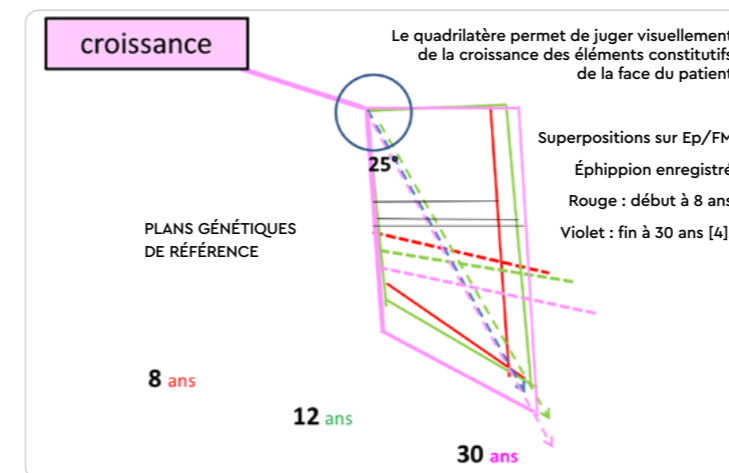 croissance
Le quadrilatère permet de juger visuellement
de la croissance des éléments constitutifs
de la face du patient
25°
Superpositions sur Ep/FM
Éphippion enregistré
Rouge : début à 8 ans
Violet : fin à 30 ans [4]
PLANS GÉNÉTIQUES
DE RÉFÉRENCE
8 ans
12 ans
30 ans